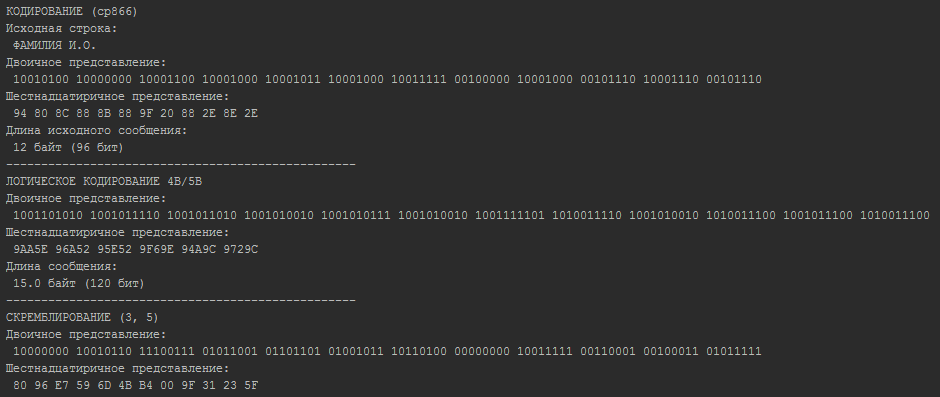 КОДИРОВАНИЕ (cp866)
Исходная строка:
ФАМИЛИЯ И.О.
Двоичное представление:
10010100 10000000 10001100 10001000 10001011 10001000 10011111 00100000 10001000 00101110 10001110 00101110
Шестнадцатиричное представление:
94 80 8C 88 8B 88 9F 20 88 2E 8E 2E
Длина исходного сообщения:
12 байт (96 бит)
--------------------------------------------------
ЛОГИЧЕСКОЕ КОДИРОВАНИЕ 4B/5B
Двоичное представление:
1001101010 1001011110 1001011010 1001010010 1001010111 1001010010 1001111101 1010011110 1001010010 1010011100 1001011100 1010011100
Шестнадцатиричное представление:
9AA5E 96A52 95E52 9F69E 94A9C 9729C
Длина сообщения:
15.0 байт (120 бит)
--------------------------------------------------
СКРЕМБЛИРОВАНИЕ (3, 5)
Двоичное представление:
10000000 10010110 11100111 01011001 01101101 01001011 10110100 00000000 10011111 00110001 00100011 01011111
Шестнадцатиричное представление:
80 96 E7 59 6D 4B B4 00 9F 31 23 5F